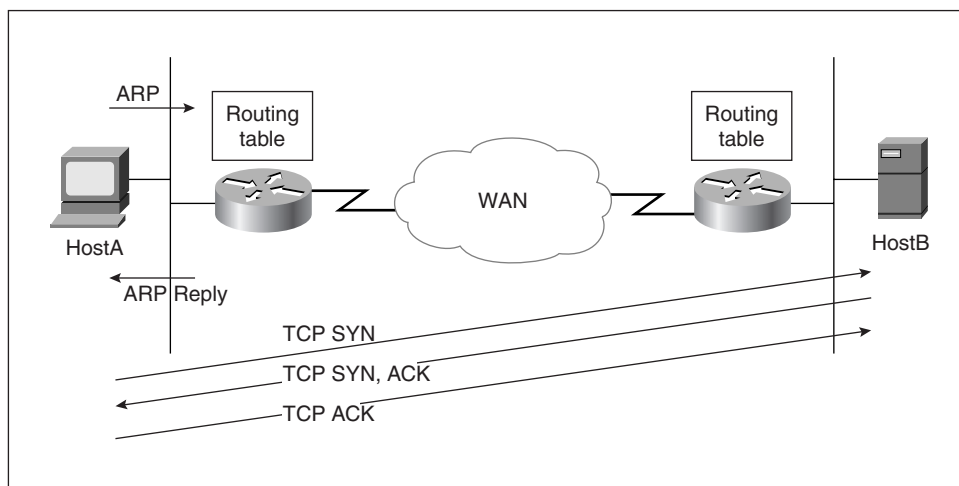 ARP
Routing
table
Routing
table
WAN
HostA
HostB
ARP Reply
TCP SYN
TCP SYN, ACK
TCP ACK